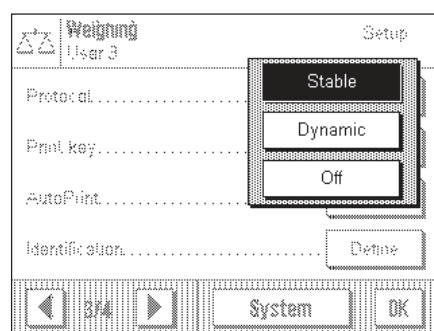 Weighing
User 3
Setup
Protocol..................
Print key..................
AutoPrint..................
Identification..................
Define
Stable
Dynamic
Off
3/4
System
OK